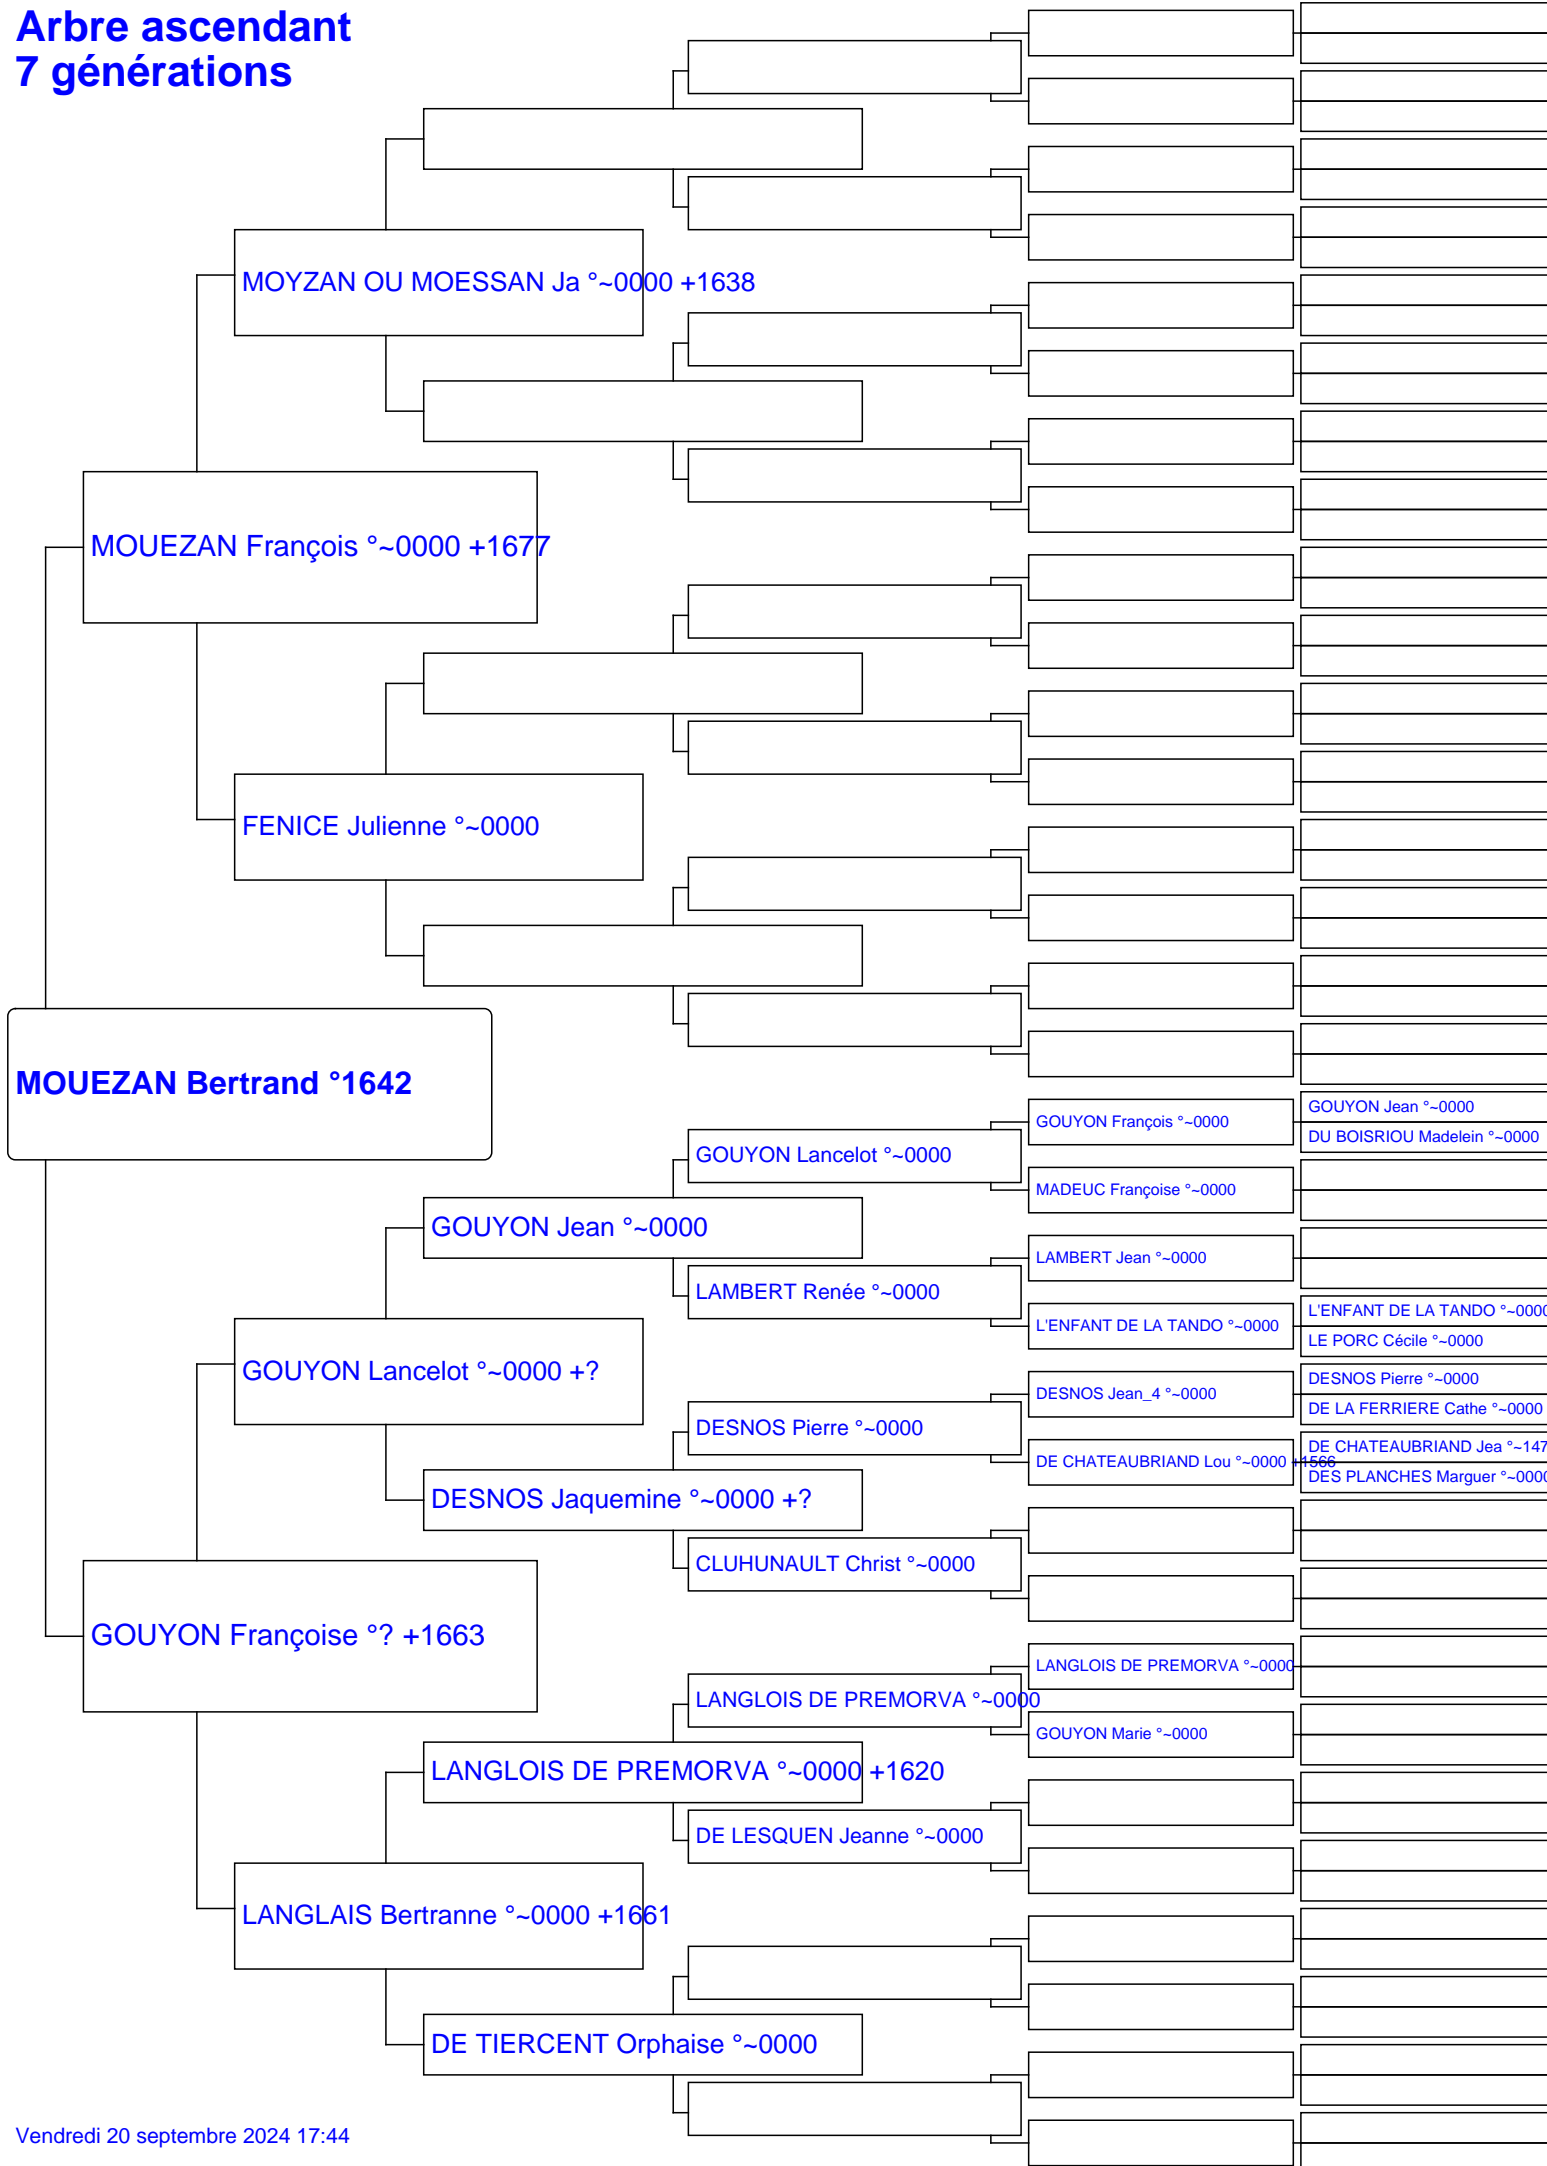 Arbre ascendant
7 générations
MOYZAN OU MOESSAN Ja °~0000 +1638
MOUEZAN François °~0000 +1677
FENICE Julienne °~0000
MOUEZAN Bertrand °1642
GOUYON Jean °~0000
GOUYON François °~0000
DU BOISRIOU Madelein °~0000
GOUYON Lancelot °~0000
MADEUC Françoise °~0000
GOUYON Jean °~0000
LAMBERT Jean °~0000
LAMBERT Renée °~0000
L'ENFANT DE LA TANDO °~0000
L'ENFANT DE LA TANDO °~0000
LE PORC Cécile °~0000
GOUYON Lancelot °~0000 +?
DESNOS Pierre °~0000
DESNOS Jean_4 °~0000
DE LA FERRIERE Cathe °~0000
DESNOS Pierre °~0000
DE CHATEAUBRIAND Jea °~147
DE CHATEAUBRIAND Lou °~0000 +1566
DES PLANCHES Marguer °~0000
DESNOS Jaquemine °~0000 +?
CLUHUNAULT Christ °~0000
GOUYON Françoise °? +1663
LANGLOIS DE PREMORVA °~0000
LANGLOIS DE PREMORVA °~0000
GOUYON Marie °~0000
LANGLOIS DE PREMORVA °~0000 +1620
DE LESQUEN Jeanne °~0000
LANGLAIS Bertranne °~0000 +1661
DE TIERCENT Orphaise °~0000
Vendredi 20 septembre 2024 17:44